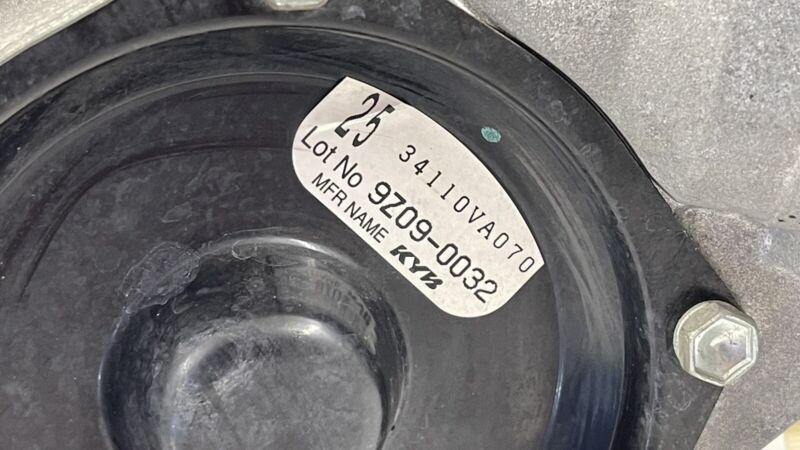 25 34110VA070
Lot No 9Z09-0032
MFR NAME KYB